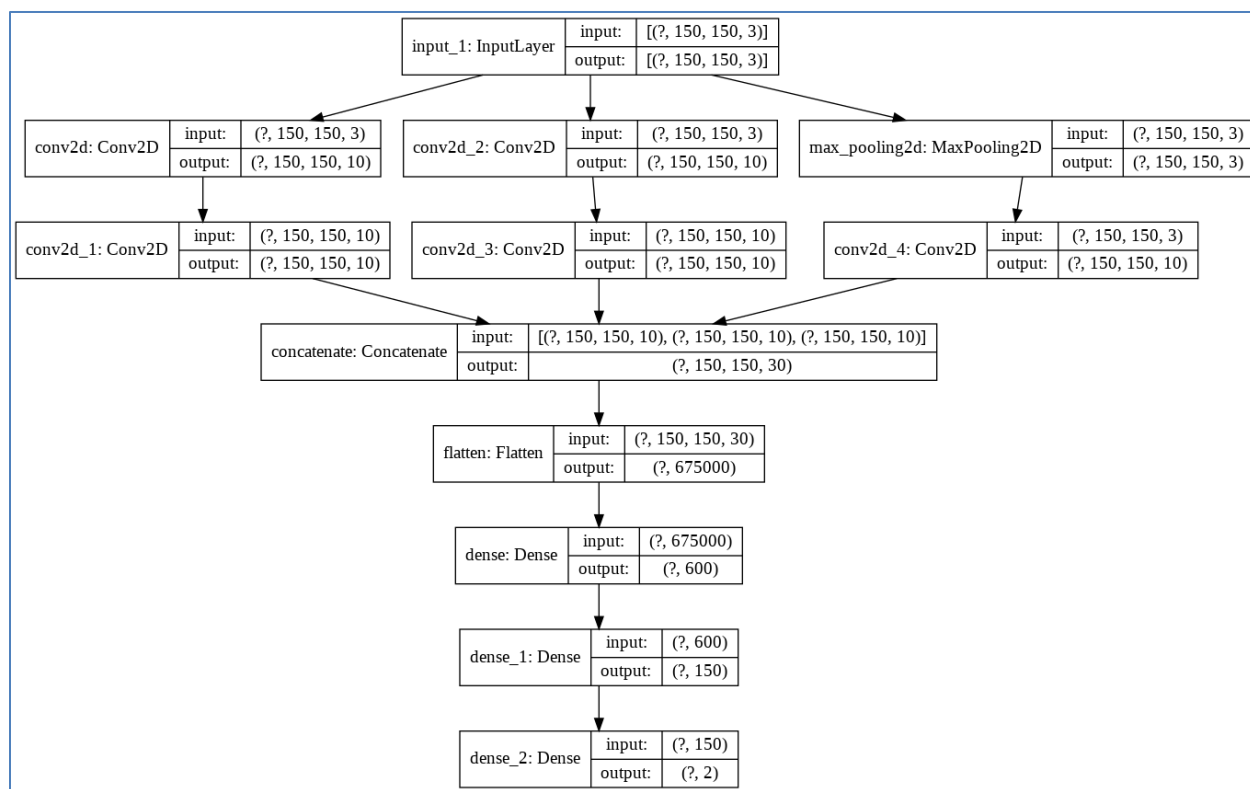 input_1: InputLayer
input: [(?, 150, 150, 3)]
output: [(?, 150, 150, 3)]
conv2d: Conv2D
input: (?, 150, 150, 3)
output: (?, 150, 150, 10)
conv2d_2: Conv2D
input: (?, 150, 150, 3)
output: (?, 150, 150, 10)
max_pooling2d: MaxPooling2D
input: (?, 150, 150, 3)
output: (?, 150, 150, 3)
conv2d_1: Conv2D
input: (?, 150, 150, 10)
output: (?, 150, 150, 10)
conv2d_3: Conv2D
input: (?, 150, 150, 10)
output: (?, 150, 150, 10)
conv2d_4: Conv2D
input: (?, 150, 150, 3)
output: (?, 150, 150, 10)
concatenate: Concatenate
input: [(?, 150, 150, 10), (?, 150, 150, 10), (?, 150, 150, 10)]
output: (?, 150, 150, 30)
flatten: Flatten
input: (?, 150, 150, 30)
output: (?, 675000)
dense: Dense
input: (?, 675000)
output: (?, 600)
dense_1: Dense
input: (?, 600)
output: (?, 150)
dense_2: Dense
input: (?, 150)
output: (?, 2)